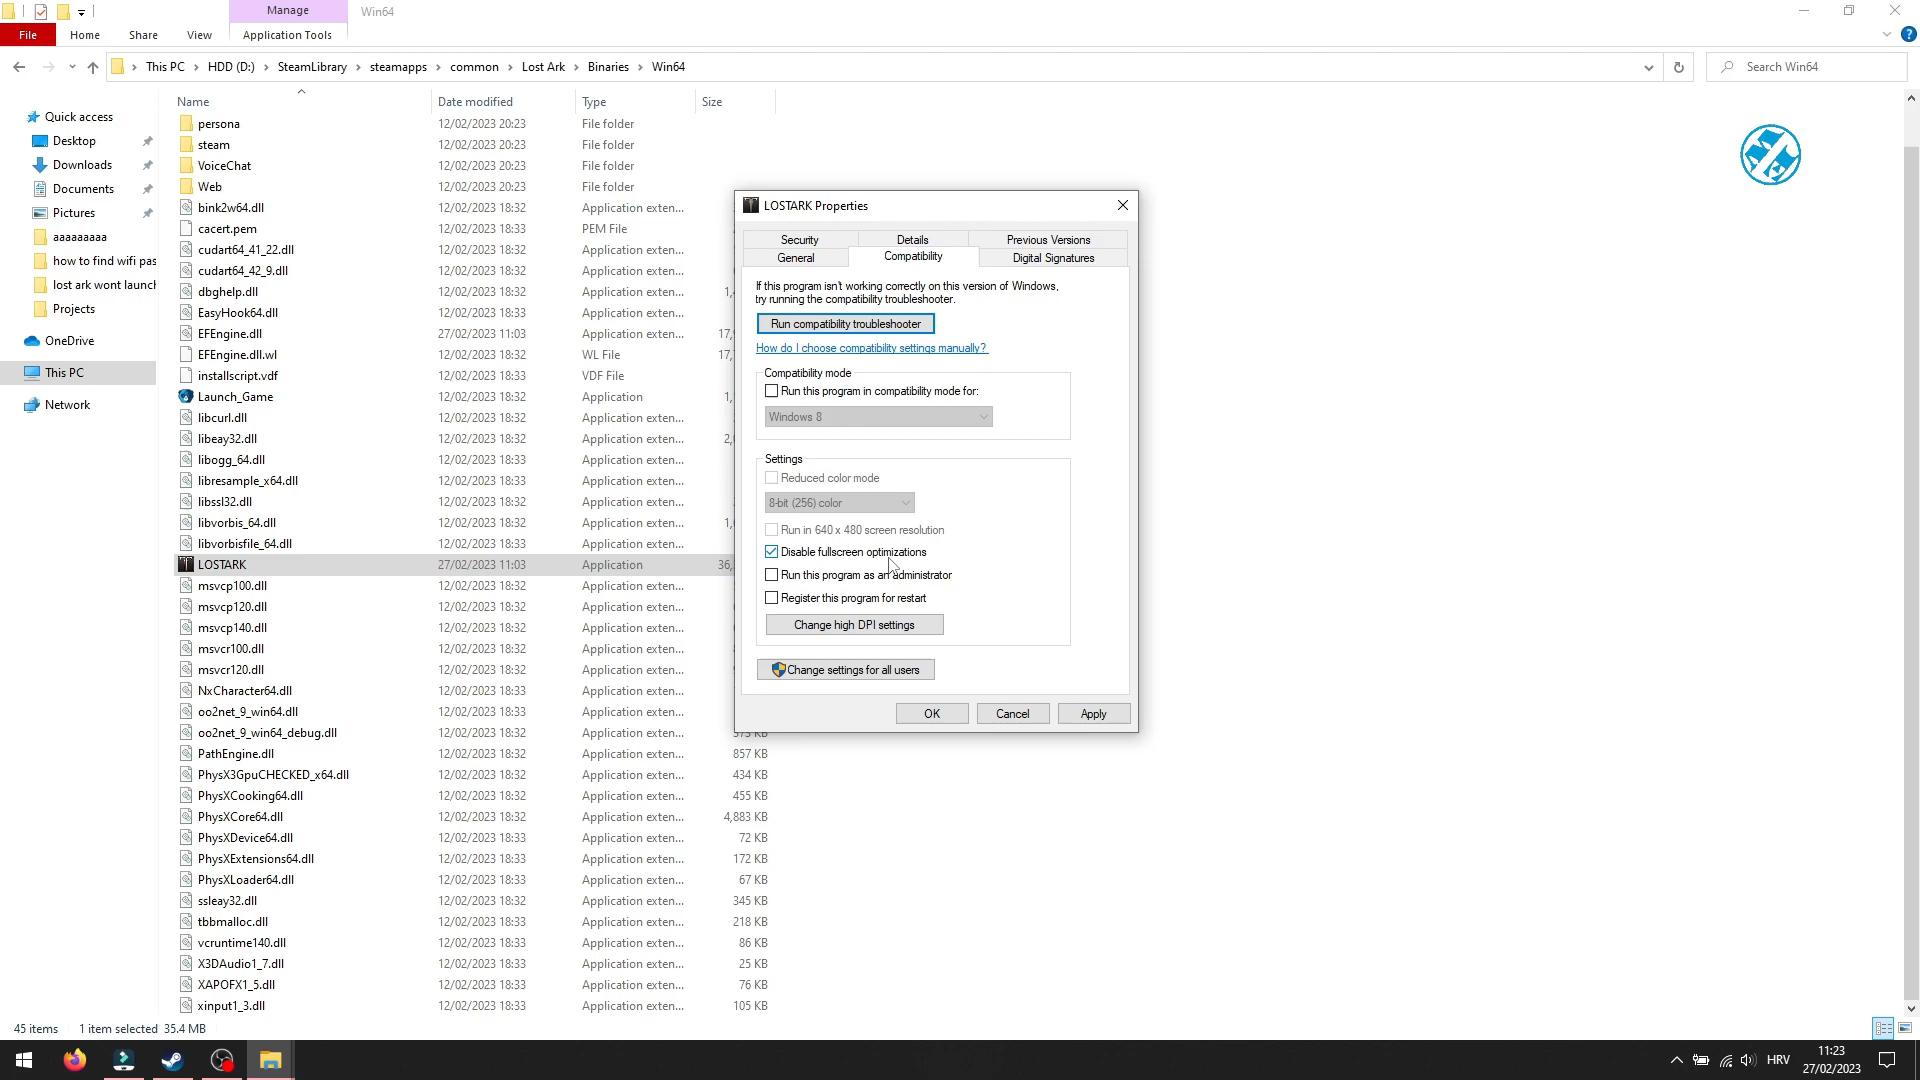 Manage
Win64
File
Home
Share
View
Application Tools
This PC
HDD (D:)
SteamLibrary
steamapps
common
Lost Ark
Binaries
Win64
Search Win64
Name
Date modified
Type
Size
Quick access
Desktop
Downloads
Documents
Pictures
aaaaaaaaa
how to find wifi pas
lost ark wont launch
Projects
OneDrive
This PC
Network
persona 12/02/2023 20:23 File folder
steam 12/02/2023 20:23 File folder
VoiceChat 12/02/2023 20:23 File folder
Web 12/02/2023 20:23 File folder
bink2w64.dll 12/02/2023 18:32 Application exten...
cacert.pem 12/02/2023 18:33 PEM File
cudart64_41_22.dll 12/02/2023 18:32 Application exten...
cudart64_42_9.dll 12/02/2023 18:32 Application exten...
dbghelp.dll 12/02/2023 18:32 Application exten... 1,
EasyHook64.dll 12/02/2023 18:33 Application exten...
EFEngine.dll 27/02/2023 11:03 Application exten... 17,
EFEngine.dll.wl 12/02/2023 18:32 WL File 17,
installscript.vdf 12/02/2023 18:33 VDF File
Launch_Game 12/02/2023 18:32 Application 1,
libcurl.dll 12/02/2023 18:32 Application exten...
libeay32.dll 12/02/2023 18:32 Application exten... 2,
libogg_64.dll 12/02/2023 18:33 Application exten...
libresample_x64.dll 12/02/2023 18:32 Application exten...
libssl32.dll 12/02/2023 18:32 Application exten...
libvorbis_64.dll 12/02/2023 18:32 Application exten... 1,
libvorbisfile_64.dll 12/02/2023 18:33 Application exten...
LOSTARK 27/02/2023 11:03 Application 36,
msvcp100.dll 12/02/2023 18:32 Application exten...
msvcp120.dll 12/02/2023 18:32 Application exten...
msvcp140.dll 12/02/2023 18:32 Application exten...
msvcr100.dll 12/02/2023 18:32 Application exten...
msvcr120.dll 12/02/2023 18:32 Application exten...
NxCharacter64.dll 12/02/2023 18:33 Application exten...
oo2net_9_win64.dll 12/02/2023 18:33 Application exten...
oo2net_9_win64_debug.dll 12/02/2023 18:33 Application exten... 573 KB
PathEngine.dll 12/02/2023 18:33 Application exten... 857 KB
PhysX3GpuCHECKED_x64.dll 12/02/2023 18:32 Application exten... 434 KB
PhysXCooking64.dll 12/02/2023 18:32 Application exten... 455 KB
PhysXCore64.dll 12/02/2023 18:32 Application exten... 4,883 KB
PhysXDevice64.dll 12/02/2023 18:33 Application exten... 72 KB
PhysXExtensions64.dll 12/02/2023 18:33 Application exten... 172 KB
PhysXLoader64.dll 12/02/2023 18:33 Application exten... 67 KB
ssleay32.dll 12/02/2023 18:32 Application exten... 345 KB
tbbmalloc.dll 12/02/2023 18:33 Application exten... 218 KB
vcruntime140.dll 12/02/2023 18:33 Application exten... 86 KB
X3DAudio1_7.dll 12/02/2023 18:33 Application exten... 25 KB
XAPOFX1_5.dll 12/02/2023 18:33 Application exten... 76 KB
xinput1_3.dll 12/02/2023 18:33 Application exten... 105 KB
LOSTARK Properties
Security
Details
Previous Versions
General
Compatibility
Digital Signatures
If this program isn't working correctly on this version of Windows,
try running the compatibility troubleshooter.
Run compatibility troubleshooter
How do I choose compatibility settings manually?
Compatibility mode
Run this program in compatibility mode for:
Windows 8
Settings
Reduced color mode
8-bit (256) color
Run in 640 x 480 screen resolution
Disable fullscreen optimizations
Run this program as an administrator
Register this program for restart
Change high DPI settings
Change settings for all users
OK
Cancel
Apply
45 items
1 item selected 35.4 MB
HRV
11:23
27/02/2023